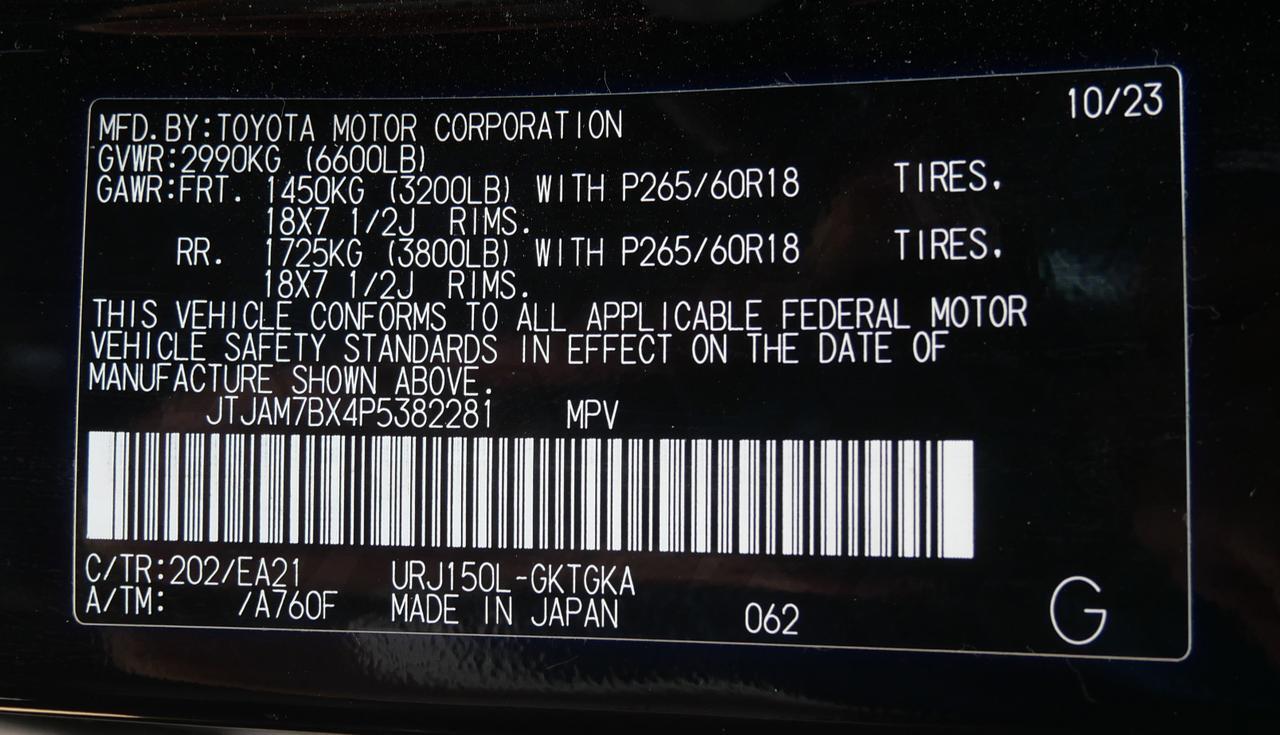 10/23
MFD.BY:TOYOTA MOTOR CORPORATION
GVWR:2990KG (6600LB)
GAWR:FRT. 1450KG (3200LB) WITH P265/60R18 TIRES.
18X7 1/2J RIMS.
RR. 1725KG (3800LB) WITH P265/60R18 TIRES.
18X7 1/2J RIMS.
THIS VEHICLE CONFORMS TO ALL APPLICABLE FEDERAL MOTOR
VEHICLE SAFETY STANDARDS IN EFFECT ON THE DATE OF
MANUFACTURE SHOWN ABOVE.
JTJAM7BX4P5382281 MPV
C/TR:202/EA21 URJ150L-GKTGKA
A/TM: /A760F MADE IN JAPAN 062 G